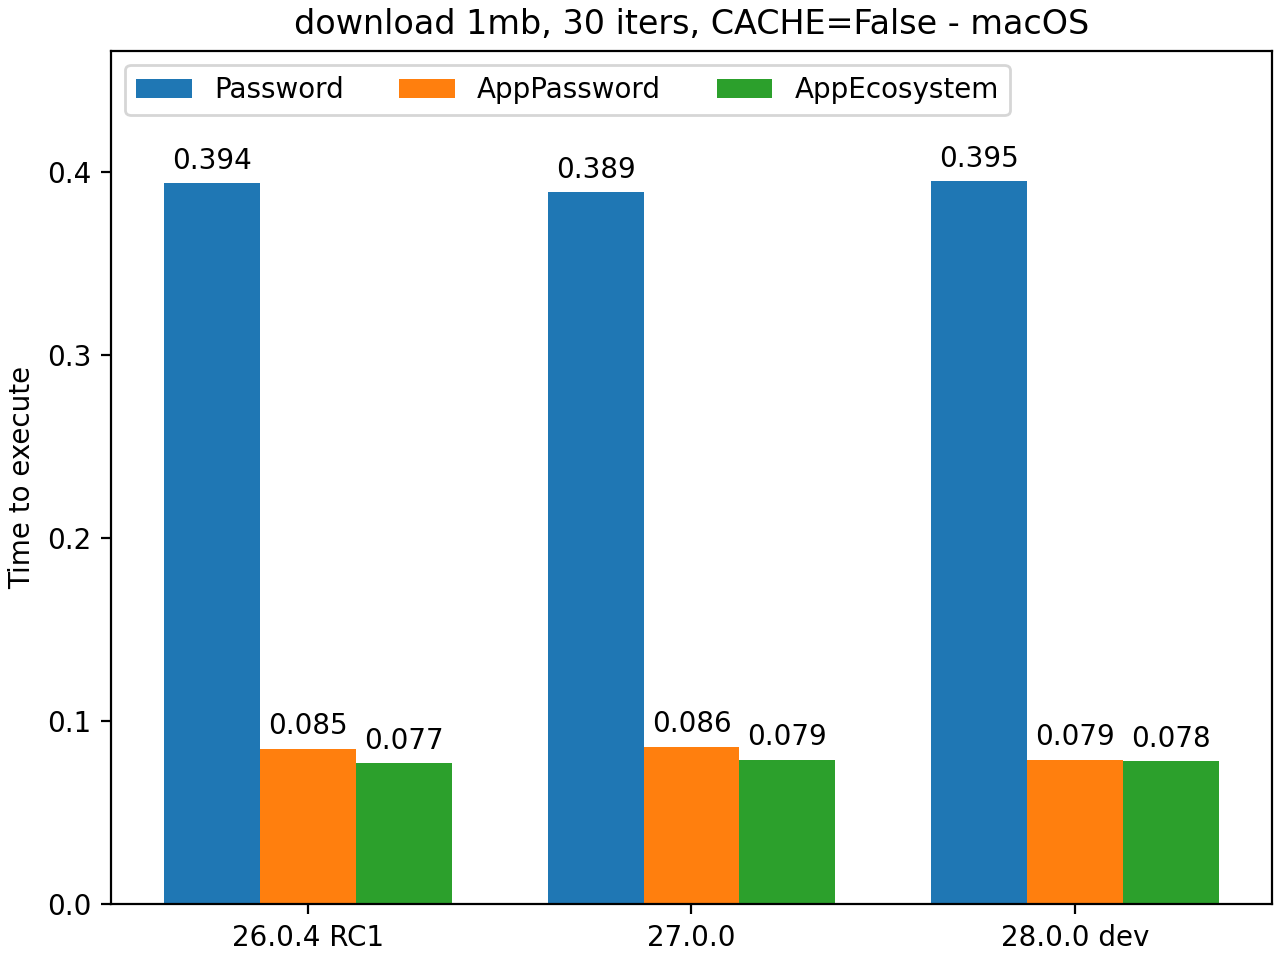 download 1mb, 30 iters, CACHE=False - macOS
Password AppPassword AppEcosystem
0.394 0.389 0.395
0.085 0.077 0.086 0.079 0.079 0.078
Time to execute
0.4
0.3
0.2
0.1
0.0
26.0.4 RC1 27.0.0 28.0.0 dev